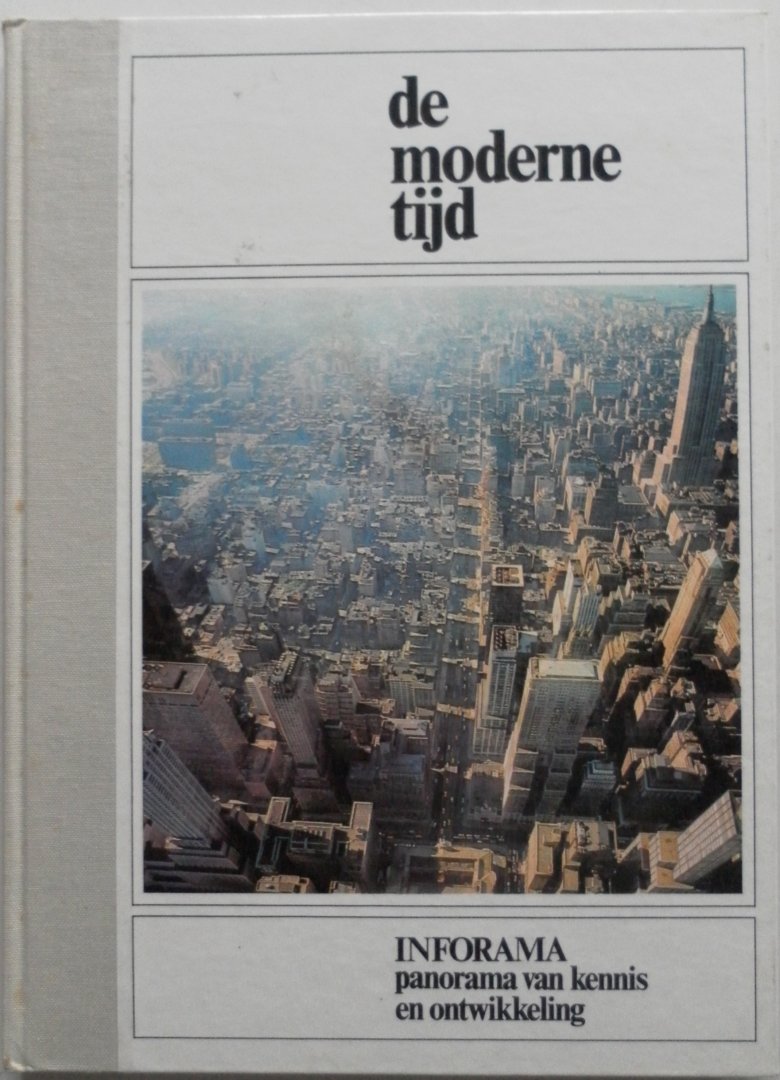 de
moderne
tijd
INFORAMA
panorama van kennis
en ontwikkeling